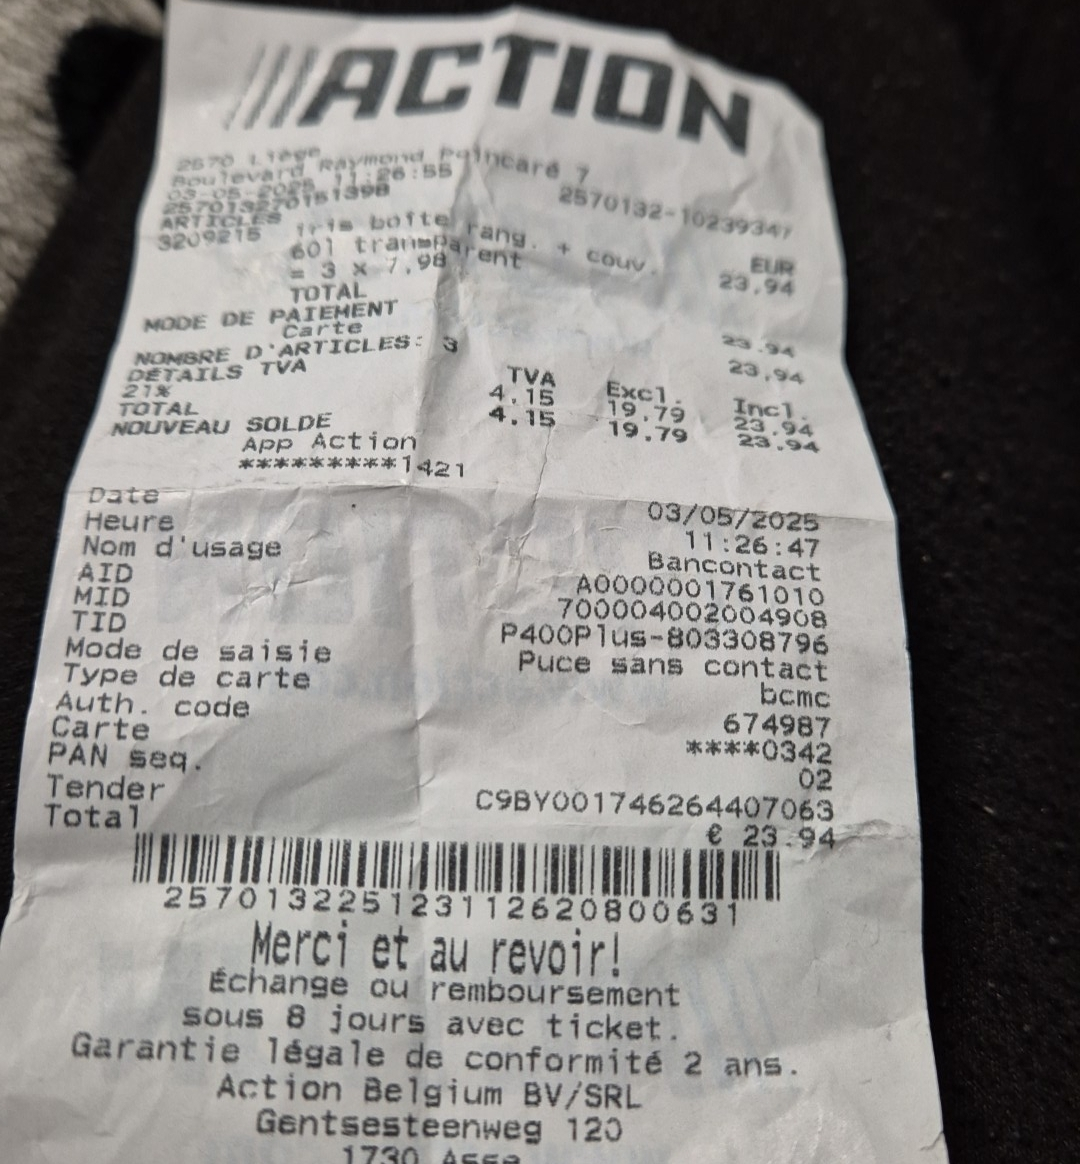 ACTION
2570 Liège
Boulevard Raymond Poincaré 7
03-05-2025 11:26:55
257013270151398 2570132-10239347
ARTICLES EUR
3209215 iris boîte rang. + couv. 23.94
60l transparent
= 3 X 7,98
TOTAL 23.94
MODE DE PAIEMENT
Carte 23,94
NOMBRE D'ARTICLES: 3
DÉTAILS TVA TVA Excl. Incl.
21% 4.15 19.79 23.94
TOTAL 4.15 19.79 23.94
NOUVEAU SOLDE
App Action
*********1421
Date 03/05/2025
Heure 11:26:47
Nom d'usage Bancontact
AID A0000001761010
MID 700004002004908
TID P400Plus-803308796
Mode de saisie Puce sans contact
Type de carte bcmc
Auth. code 674987
Carte ****0342
PAN seq. 02
Tender C9BY001746264407063
Total € 23.94
257013225123112620800631
Merci et au revoir!
Échange ou remboursement
sous 8 jours avec ticket.
Garantie légale de conformité 2 ans.
Action Belgium BV/SRL
Gentsesteenweg 120
1730 Asse